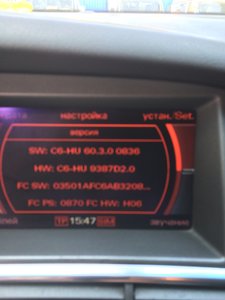 настройка
устан. Set.
версия
SW: C6-HU 60.3.0 0836
HW: C6-HU 9387D2.0
FC SW: 03501AFC6AB3208...
FC PS: 0870 FC HW: H06
TP 15:47 SIM
звучание